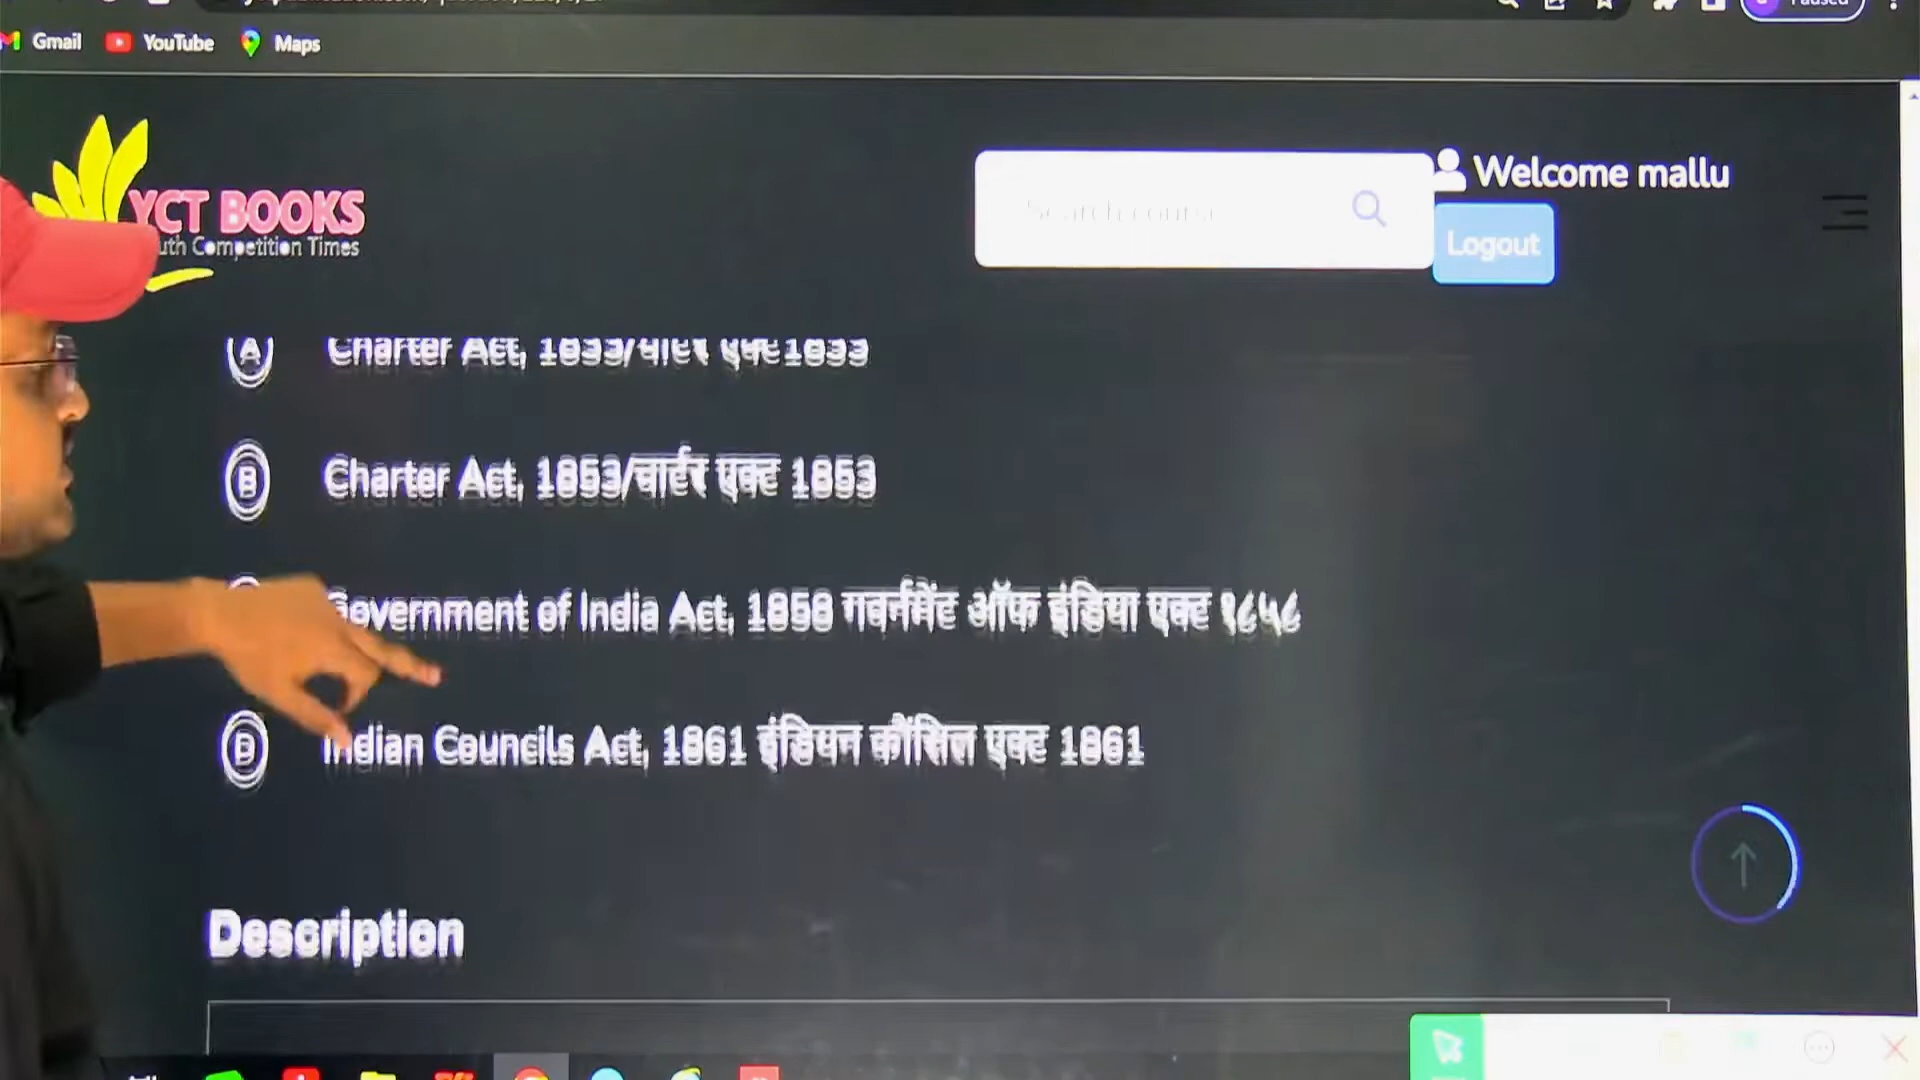 Gmail
YouTube
Maps
YCT BOOKS
uth Competition Times
Search course
Welcome mallu
Logout
A Charter Act, 1833/चार्टर एक्ट 1833
B Charter Act, 1853/चार्टर एक्ट 1853
Government of India Act, 1858 गवर्नमेंट ऑफ इंडिया एक्ट १८५८
D Indian Councils Act, 1861 इंडियन कौंसिल एक्ट 1861
Description